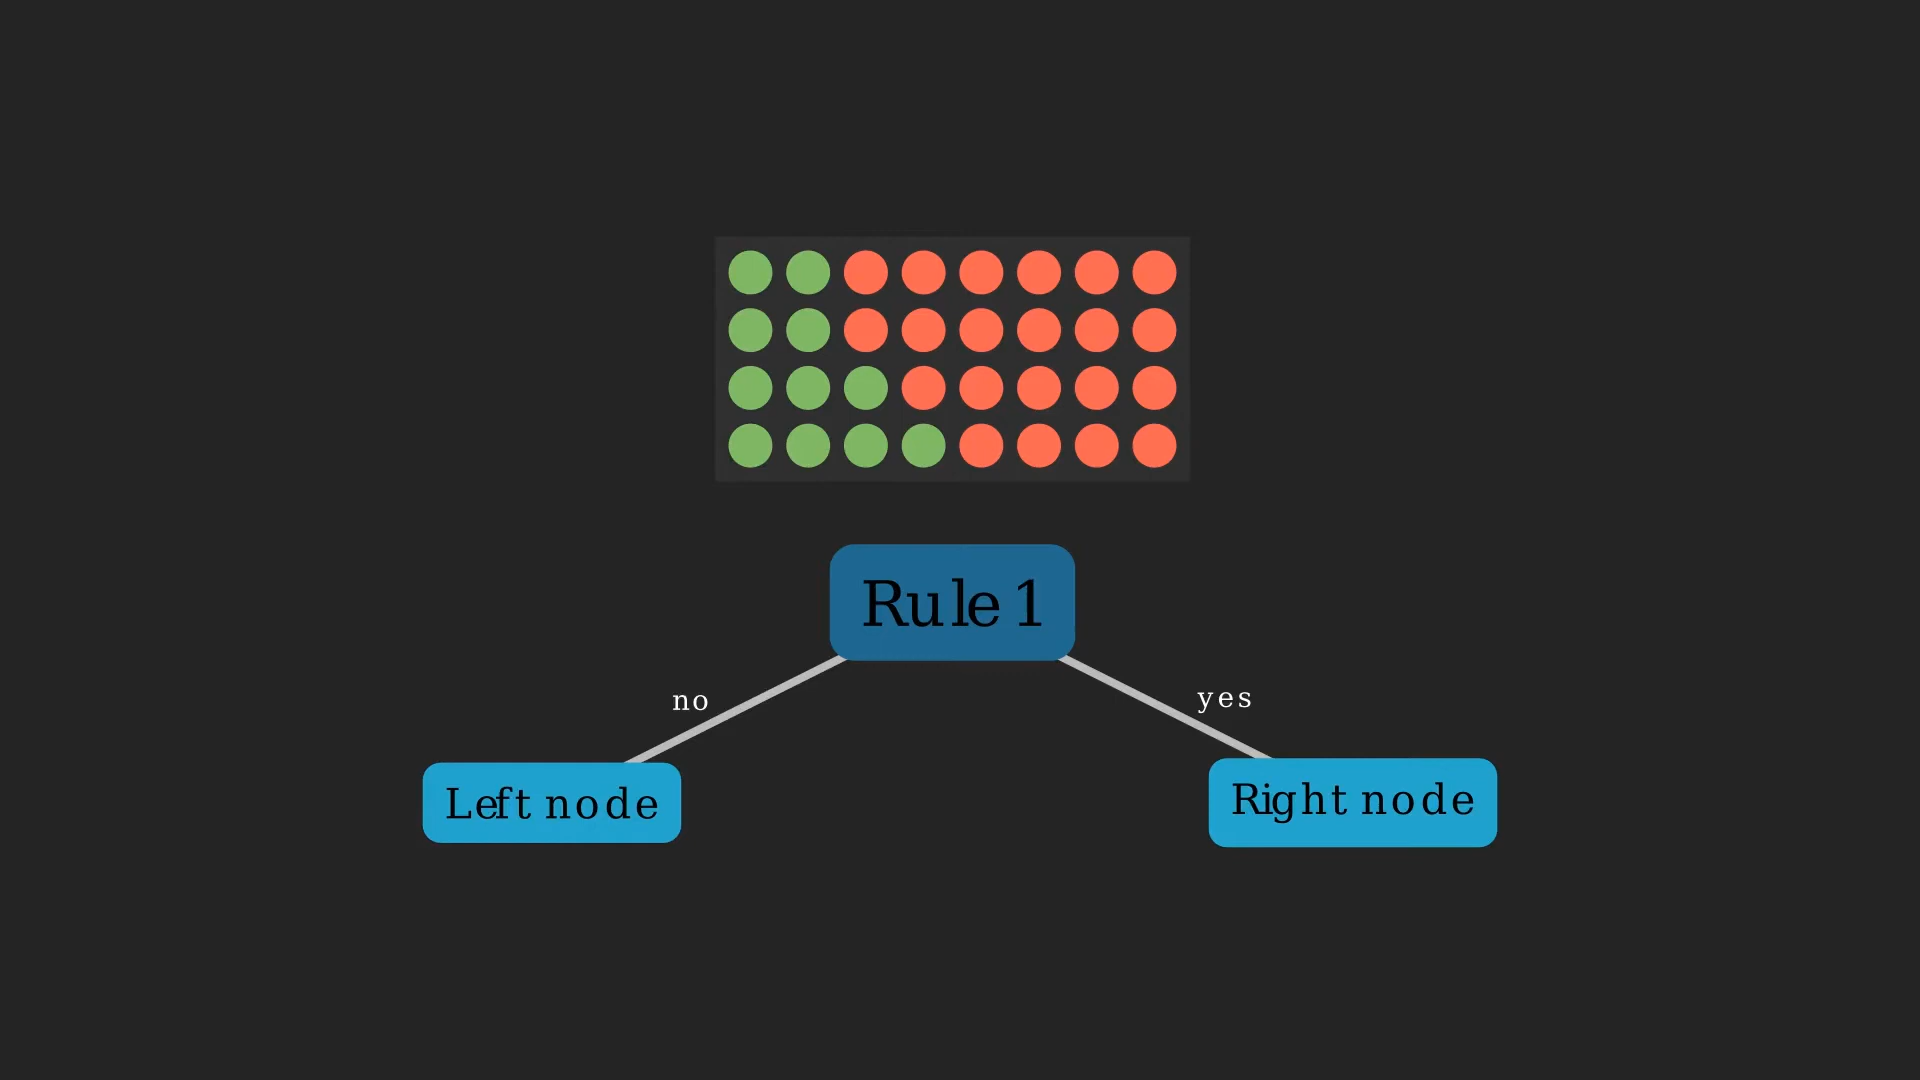 Rule 1
no
yes
Left node
Right node